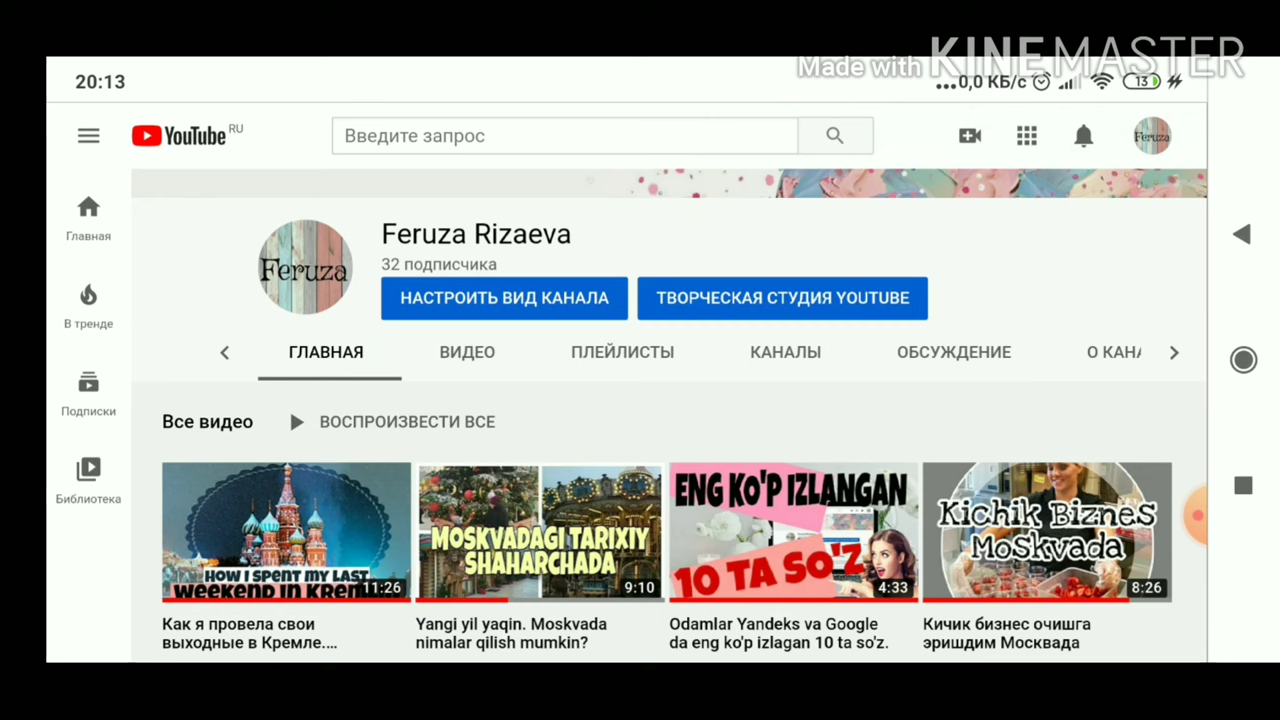 Made with KINEMASTER
20:13
...0,0 КБ/с 13
YouTube RU
Введите запрос
Feruza
Главная
В тренде
Подписки
Библиотека
Feruza
Feruza Rizaeva
32 подписчика
НАСТРОИТЬ ВИД КАНАЛА
ТВОРЧЕСКАЯ СТУДИЯ YOUTUBE
ГЛАВНАЯ ВИДЕО ПЛЕЙЛИСТЫ КАНАЛЫ ОБСУЖДЕНИЕ О КАНА
Все видео ВОСПРОИЗВЕСТИ ВСЕ
HOW I SPENT MY LAST
WEEKEND IN KREM
11:26
Как я провела свои
выходные в Кремле....
MOSKVADAGI TARIXIY
SHAHARCHADA
9:10
Yangi yil yaqin. Moskvada
nimalar qilish mumkin?
ENG KO'P IZLANGAN
10 TA SO'Z
4:33
Odamlar Yandeks va Google
da eng ko'p izlagan 10 ta so'z.
Kichik Biznes
Moskvada
8:26
Кичик бизнес очишга
эришдим Москвада